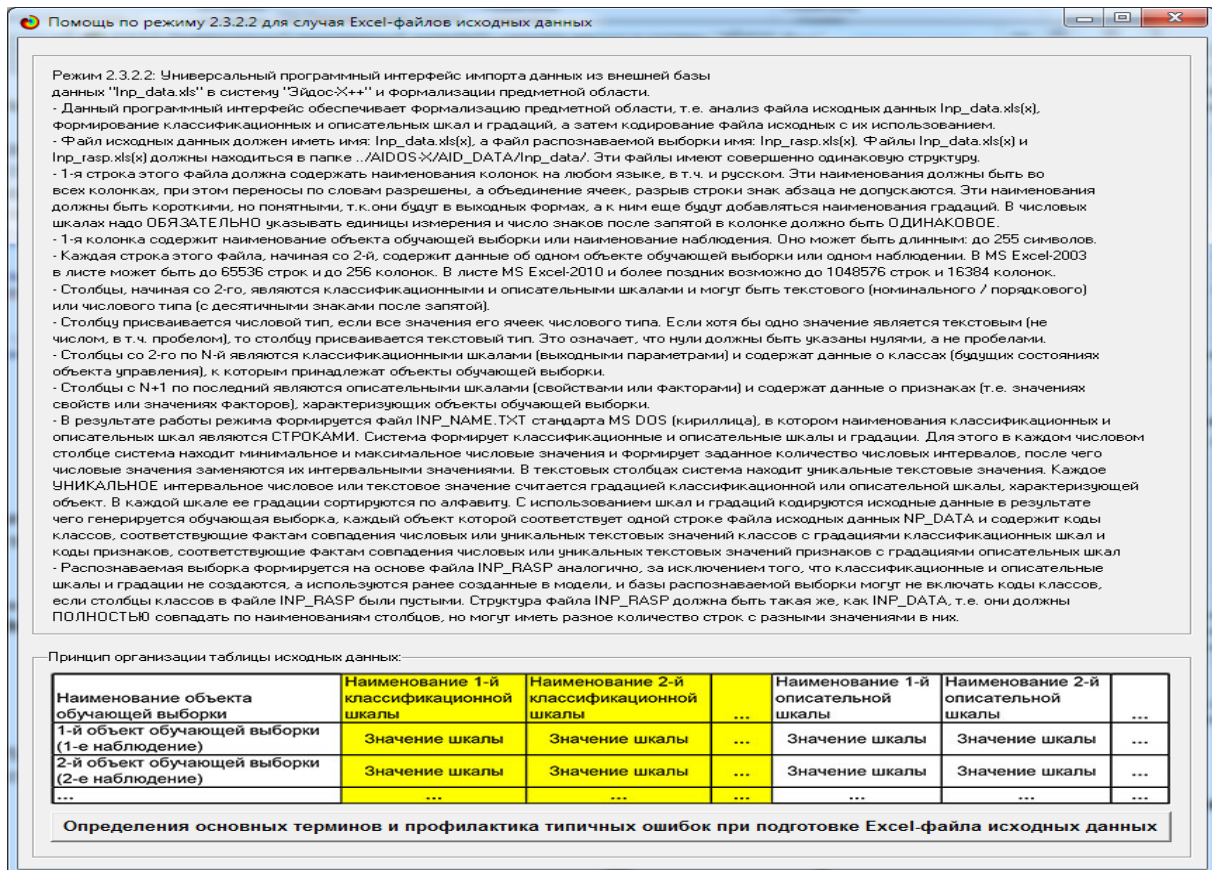 Помощь по режиму 2.3.2.2 для случая Excel-файлов исходных данных
Режим 2.3.2.2: Универсальный программный интерфейс импорта данных из внешней базы
данных "Inp_data.xls" в систему "Эйдос-X++" и формализации предметной области.
- Данный программный интерфейс обеспечивает формализацию предметной области, т.е. анализ файла исходных данных Inp_data.xls(x),
формирование классификационных и описательных шкал и градаций, а затем кодирование файла исходных с их использованием.
- Файл исходных данных должен иметь имя: Inp_data.xls(x), а файл распознаваемой выборки имя: Inp_rasp.xls(x). Файлы Inp_data.xls(x) и
Inp_rasp.xls(x) должны находиться в папке ../AIDOS-X/AID_DATA/Inp_data/. Эти файлы имеют совершенно одинаковую структуру.
- 1-я строка этого файла должна содержать наименования колонок на любом языке, в т.ч. и русском. Эти наименования должны быть во
всех колонках, при этом переносы по словам разрешены, а объединение ячеек, разрыв строки знак абзаца не допускаются. Эти наименования
должны быть короткими, но понятными, т.к.они будут в выходных формах, а к ним еще будут добавляться наименования градаций. В числовых
шкалах надо ОБЯЗАТЕЛЬНО указывать единицы измерения и число знаков после запятой в колонке должно быть ОДИНАКОВОЕ.
- 1-я колонка содержит наименование объекта обучающей выборки или наименование наблюдения. Оно может быть длинным: до 255 символов.
- Каждая строка этого файла, начиная со 2-й, содержит данные об одном объекте обучающей выборки или одном наблюдении. В MS Excel-2003
в листе может быть до 65536 строк и до 256 колонок. В листе MS Excel-2010 и более поздних возможно до 1048576 строк и 16384 колонок.
- Столбцы, начиная со 2-го, являются классификационными и описательными шкалами и могут быть текстового (номинального / порядкового)
или числового типа (с десятичными знаками после запятой).
- Столбцу присваивается числовой тип, если все значения его ячеек числового типа. Если хотя бы одно значение является текстовым (не
числом, в т.ч. пробелом), то столбцу присваивается текстовый тип. Это означает, что нули должны быть указаны нулями, а не пробелами.
- Столбцы со 2-го по N-й являются классификационными шкалами (выходными параметрами) и содержат данные о классах (будущих состояниях
объекта управления), к которым принадлежат объекты обучающей выборки.
- Столбцы с N+1 по последний являются описательными шкалами (свойствами или факторами) и содержат данные о признаках (т.е. значениях
свойств или значениях факторов), характеризующих объекты обучающей выборки.
- В результате работы режима формируется файл INP_NAME.TXT стандарта MS DOS (кириллица), в котором наименования классификационных и
описательных шкал являются СТРОКАМИ. Система формирует классификационные и описательные шкалы и градации. Для этого в каждом числовом
столбце система находит минимальное и максимальное числовые значения и формирует заданное количество числовых интервалов, после чего
числовые значения заменяются их интервальными значениями. В текстовых столбцах система находит уникальные текстовые значения. Каждое
УНИКАЛЬНОЕ интервальное числовое или текстовое значение считается градацией классификационной или описательной шкалы, характеризующей
объект. В каждой шкале ее градации сортируются по алфавиту. С использованием шкал и градаций кодируются исходные данные в результате
чего генерируется обучающая выборка, каждый объект которой соответствует одной строке файла исходных данных NP_DATA и содержит коды
классов, соответствующие фактам совпадения числовых или уникальных текстовых значений классов с градациями классификационных шкал и
коды признаков, соответствующие фактам совпадения числовых или уникальных текстовых значений признаков с градациями описательных шкал
- Распознаваемая выборка формируется на основе файла INP_RASP аналогично, за исключением того, что классификационные и описательные
шкалы и градации не создаются, а используются ранее созданные в модели, и базы распознаваемой выборки могут не включать коды классов,
если столбцы классов в файле INP_RASP были пустыми. Структура файла INP_RASP должна быть такая же, как INP_DATA, т.е. они должны
ПОЛНОСТЬЮ совпадать по наименованиям столбцов, но могут иметь разное количество строк с разными значениями в них.
Принцип организации таблицы исходных данных:
Наименование объекта обучающей выборки | Наименование 1-й классификационной шкалы | Наименование 2-й классификационной шкалы | ... | Наименование 1-й описательной шкалы | Наименование 2-й описательной шкалы | ...
1-й объект обучающей выборки (1-е наблюдение) | Значение шкалы | Значение шкалы | ... | Значение шкалы | Значение шкалы | ...
2-й объект обучающей выборки (2-е наблюдение) | Значение шкалы | Значение шкалы | ... | Значение шкалы | Значение шкалы | ...
... | ... | ... | ... | ... | ... | ...
Определения основных терминов и профилактика типичных ошибок при подготовке Excel-файла исходных данных